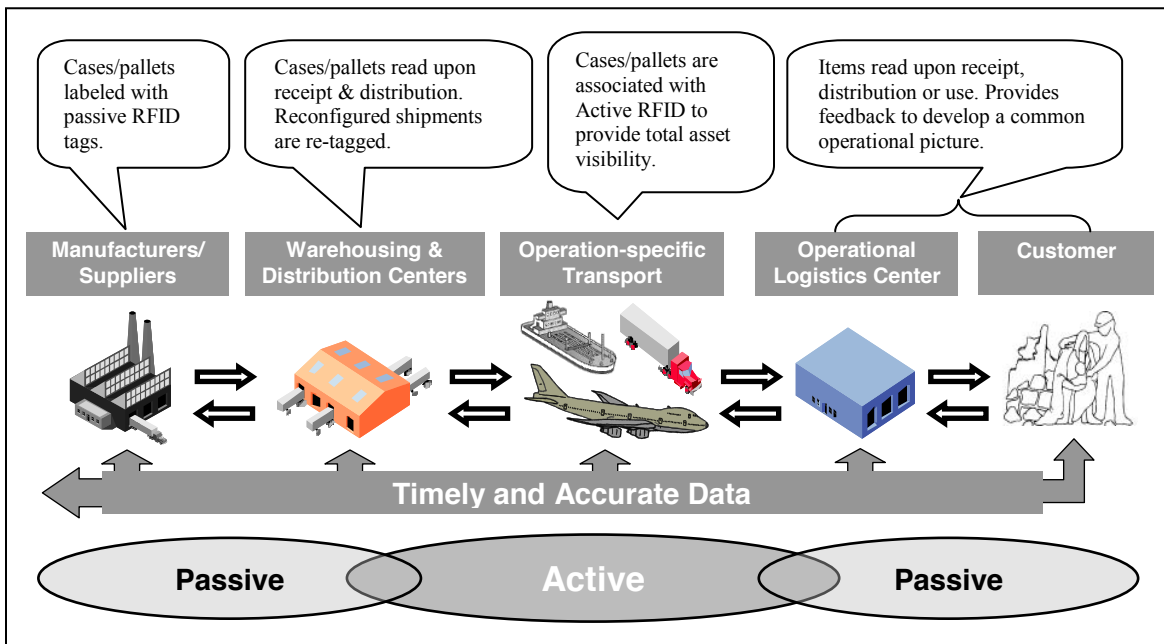 Cases/pallets
labeled with
passive RFID
tags.
Cases/pallets read upon
receipt & distribution.
Reconfigured shipments
are re-tagged.
Cases/pallets are
associated with
Active RFID to
provide total asset
visibility.
Items read upon receipt,
distribution or use. Provides
feedback to develop a common
operational picture.
Manufacturers/
Suppliers
Warehousing &
Distribution Centers
Operation-specific
Transport
Operational
Logistics Center
Customer
Timely and Accurate Data
Passive
Active
Passive